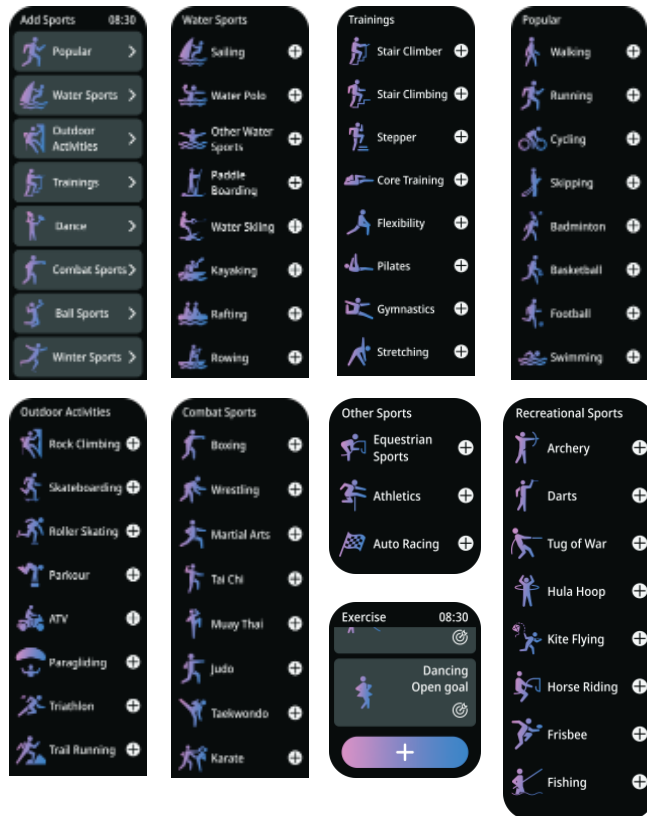 Add Sports 08:30
Popular
Water Sports
Outdoor
Activities
Trainings
Dance
Combat Sports
Ball Sports
Winter Sports
Water Sports
Sailing
Water Polo
Other Water
Sports
Paddle
Boarding
Water Skiing
Kayaking
Rafting
Rowing
Trainings
Stair Climber
Stair Climbing
Stepper
Core Training
Flexibility
Pilates
Gymnastics
Stretching
Popular
Walking
Running
Cycling
Skipping
Badminton
Basketball
Football
Swimming
Outdoor Activities
Rock Climbing
Skateboarding
Roller Skating
Parkour
ATV
Paragliding
Triathlon
Trail Running
Combat Sports
Boxing
Wrestling
Martial Arts
Tai Chi
Muay Thai
Judo
Taekwondo
Karate
Other Sports
Equestrian
Sports
Athletics
Auto Racing
Exercise 08:30
Dancing
Open goal
Recreational Sports
Archery
Darts
Tug of War
Hula Hoop
Kite Flying
Horse Riding
Frisbee
Fishing